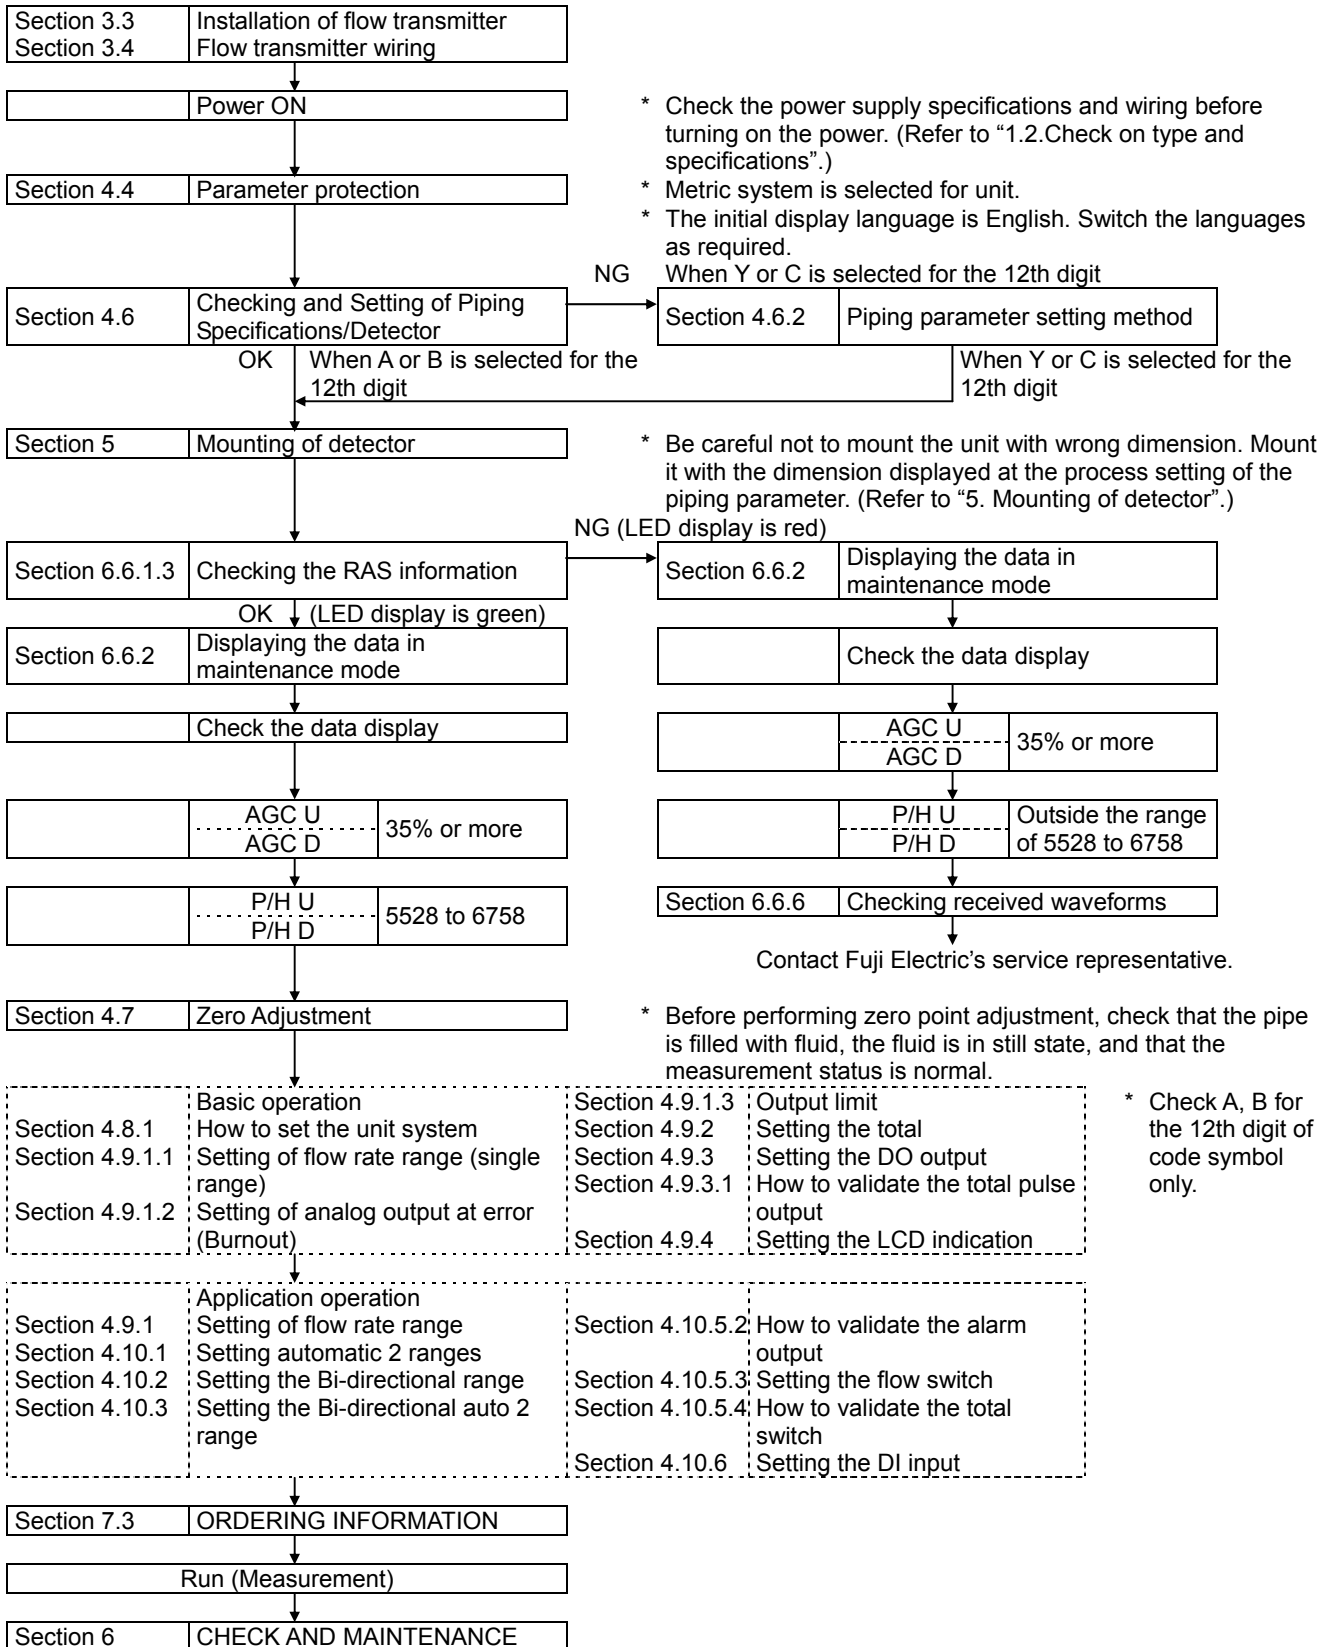 Section 3.3 Installation of flow transmitter
Section 3.4 Flow transmitter wiring
Power ON
* Check the power supply specifications and wiring before
turning on the power. (Refer to “1.2.Check on type and
specifications”.)
Section 4.4 Parameter protection
* Metric system is selected for unit.
* The initial display language is English. Switch the languages
as required.
NG When Y or C is selected for the 12th digit
Section 4.6 Checking and Setting of Piping
Specifications/Detector
Section 4.6.2 Piping parameter setting method
OK When A or B is selected for the
12th digit
When Y or C is selected for the
12th digit
Section 5 Mounting of detector
* Be careful not to mount the unit with wrong dimension. Mount
it with the dimension displayed at the process setting of the
piping parameter. (Refer to “5. Mounting of detector”.)
NG (LED display is red)
Section 6.6.1.3 Checking the RAS information
Section 6.6.2 Displaying the data in
maintenance mode
OK (LED display is green)
Section 6.6.2 Displaying the data in
maintenance mode
Check the data display
Check the data display
AGC U
AGC D
35% or more
AGC U
AGC D
35% or more
P/H U
P/H D
Outside the range
of 5528 to 6758
P/H U
P/H D
5528 to 6758
Section 6.6.6 Checking received waveforms
Contact Fuji Electric’s service representative.
Section 4.7 Zero Adjustment
* Before performing zero point adjustment, check that the pipe
is filled with fluid, the fluid is in still state, and that the
measurement status is normal.
Basic operation
Section 4.8.1 How to set the unit system
Section 4.9.1.1 Setting of flow rate range (single
range)
Section 4.9.1.2 Setting of analog output at error
(Burnout)
Section 4.9.1.3 Output limit
Section 4.9.2 Setting the total
Section 4.9.3 Setting the DO output
Section 4.9.3.1 How to validate the total pulse
output
Section 4.9.4 Setting the LCD indication
* Check A, B for
the 12th digit of
code symbol
only.
Application operation
Section 4.9.1 Setting of flow rate range
Section 4.10.1 Setting automatic 2 ranges
Section 4.10.2 Setting the Bi-directional range
Section 4.10.3 Setting the Bi-directional auto 2
range
Section 4.10.5.2 How to validate the alarm
output
Section 4.10.5.3 Setting the flow switch
Section 4.10.5.4 How to validate the total
switch
Section 4.10.6 Setting the DI input
Section 7.3 ORDERING INFORMATION
Run (Measurement)
Section 6 CHECK AND MAINTENANCE